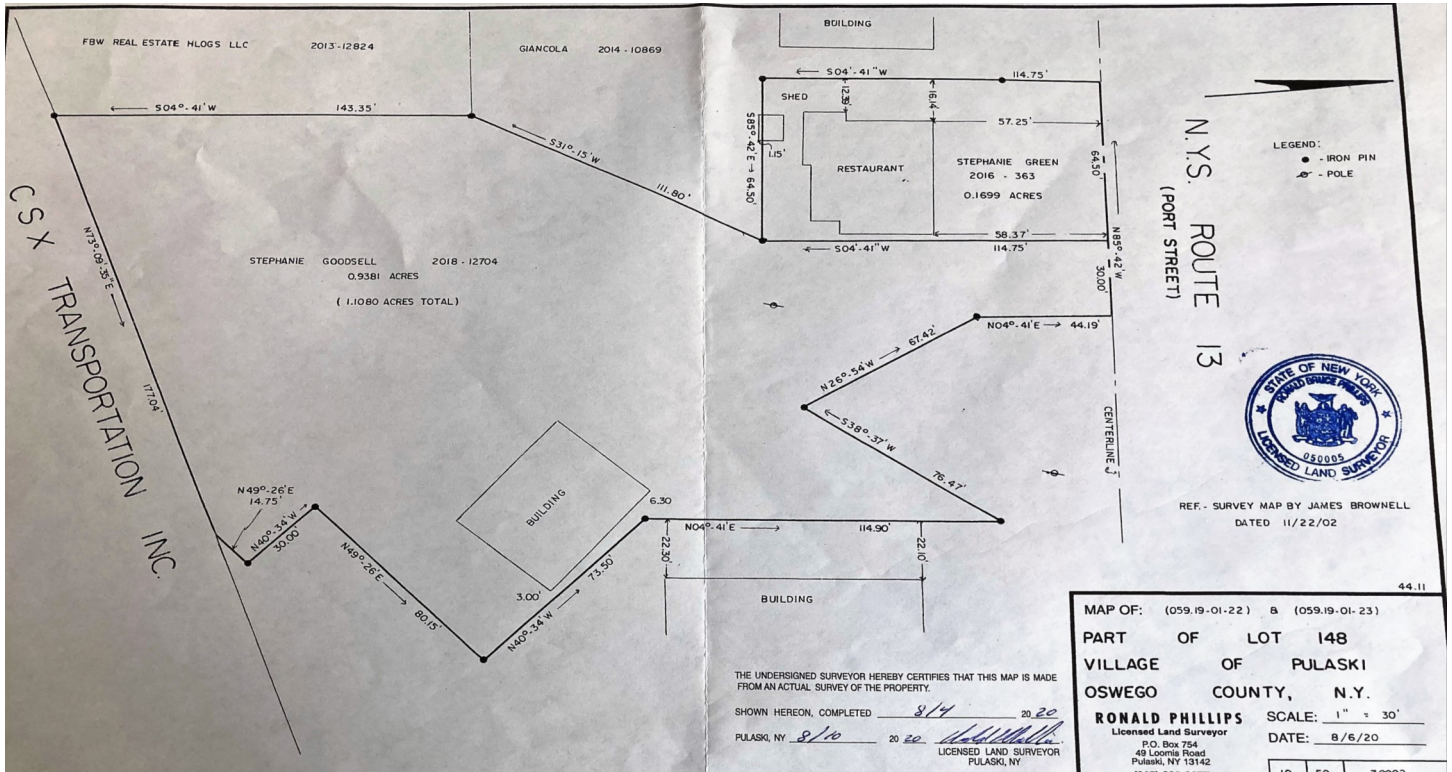 BUILDING
FBW REAL ESTATE HLDGS LLC 2013-12824
GIANCOLA 2014-10869
S04°-41'W 143.35'
S31°-15'W 111.80'
S04°-41"W 114.75'
SHED
12.39'
16.14'
57.25'
S85°-42'E 64.50'
1.15'
RESTAURANT
STEPHANIE GREEN
2016-363
0.1699 ACRES
58.37'
S04°-41"W 114.75'
64.50'
N85°-42'W
30.00'
N.Y.S. ROUTE 13
(PORT STREET)
LEGEND:
- IRON PIN
- POLE
CSX TRANSPORTATION INC.
N73°-09'-35"E
177.04'
STEPHANIE GOODSELL 2018-12704
0.9381 ACRES
(1.1080 ACRES TOTAL)
N04°-41'E 44.19'
N26°-54'W 67.42'
S38°-37'W
76.47'
CENTERLINE
STATE OF NEW YORK
LICENSED LAND SURVEYOR
050005
REF.- SURVEY MAP BY JAMES BROWNELL
DATED 11/22/02
N49°-26'E
14.75'
N40°-34'W
30.00'
N49°-26'E
80.15'
BUILDING
6.30
3.00'
N40°-34'W
73.50'
N04°-41'E 114.90'
22.30'
22.10'
BUILDING
44.11
THE UNDERSIGNED SURVEYOR HEREBY CERTIFIES THAT THIS MAP IS MADE
FROM AN ACTUAL SURVEY OF THE PROPERTY.
SHOWN HEREON, COMPLETED 8/4 20 20
PULASKI, NY 8/10 20 20
LICENSED LAND SURVEYOR
PULASKI, NY
MAP OF: (059.19-01-22) & (059.19-01-23)
PART OF LOT 148
VILLAGE OF PULASKI
OSWEGO COUNTY, N.Y.
RONALD PHILLIPS
Licensed Land Surveyor
P.O. Box 754
49 Loomis Road
Pulaski, NY 13142
SCALE: 1" = 30'
DATE: 8/6/20